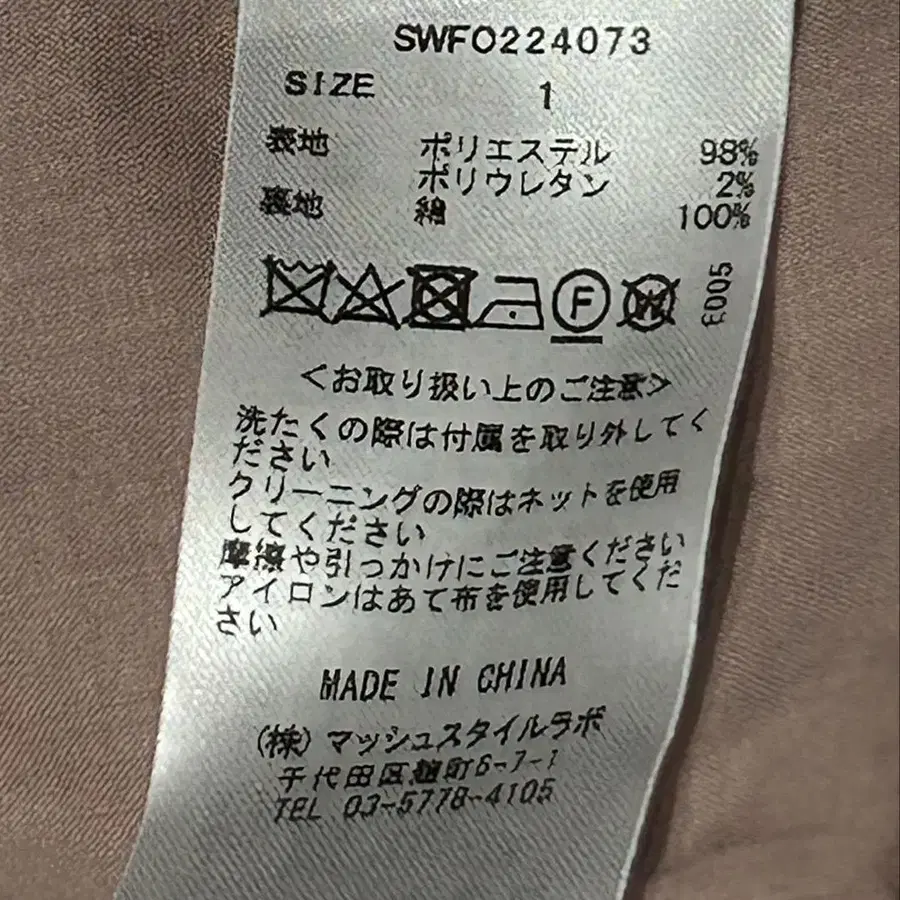 SWFO224073
SIZE 1
表地 ポリエステル 98%
ポリウレタン 2%
裏地 綿 100%
F W E005
<お取り扱い上のご注意>
洗たくの際は付属を取り外してく
ださい
クリーニングの際はネットを使用
してください
摩擦や引っかけにご注意ください
アイロンはあて布を使用してくだ
さい
MADE IN CHINA
(株)マッシュスタイルラボ
千代田区麹町6-7-1
TEL 03-5778-4105